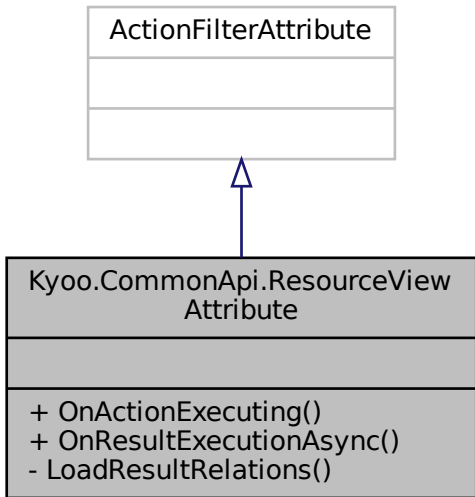 ActionFilterAttribute
Kyoo.CommonApi.ResourceView
Attribute
+ OnActionExecuting()
+ OnResultExecutionAsync()
- LoadResultRelations()